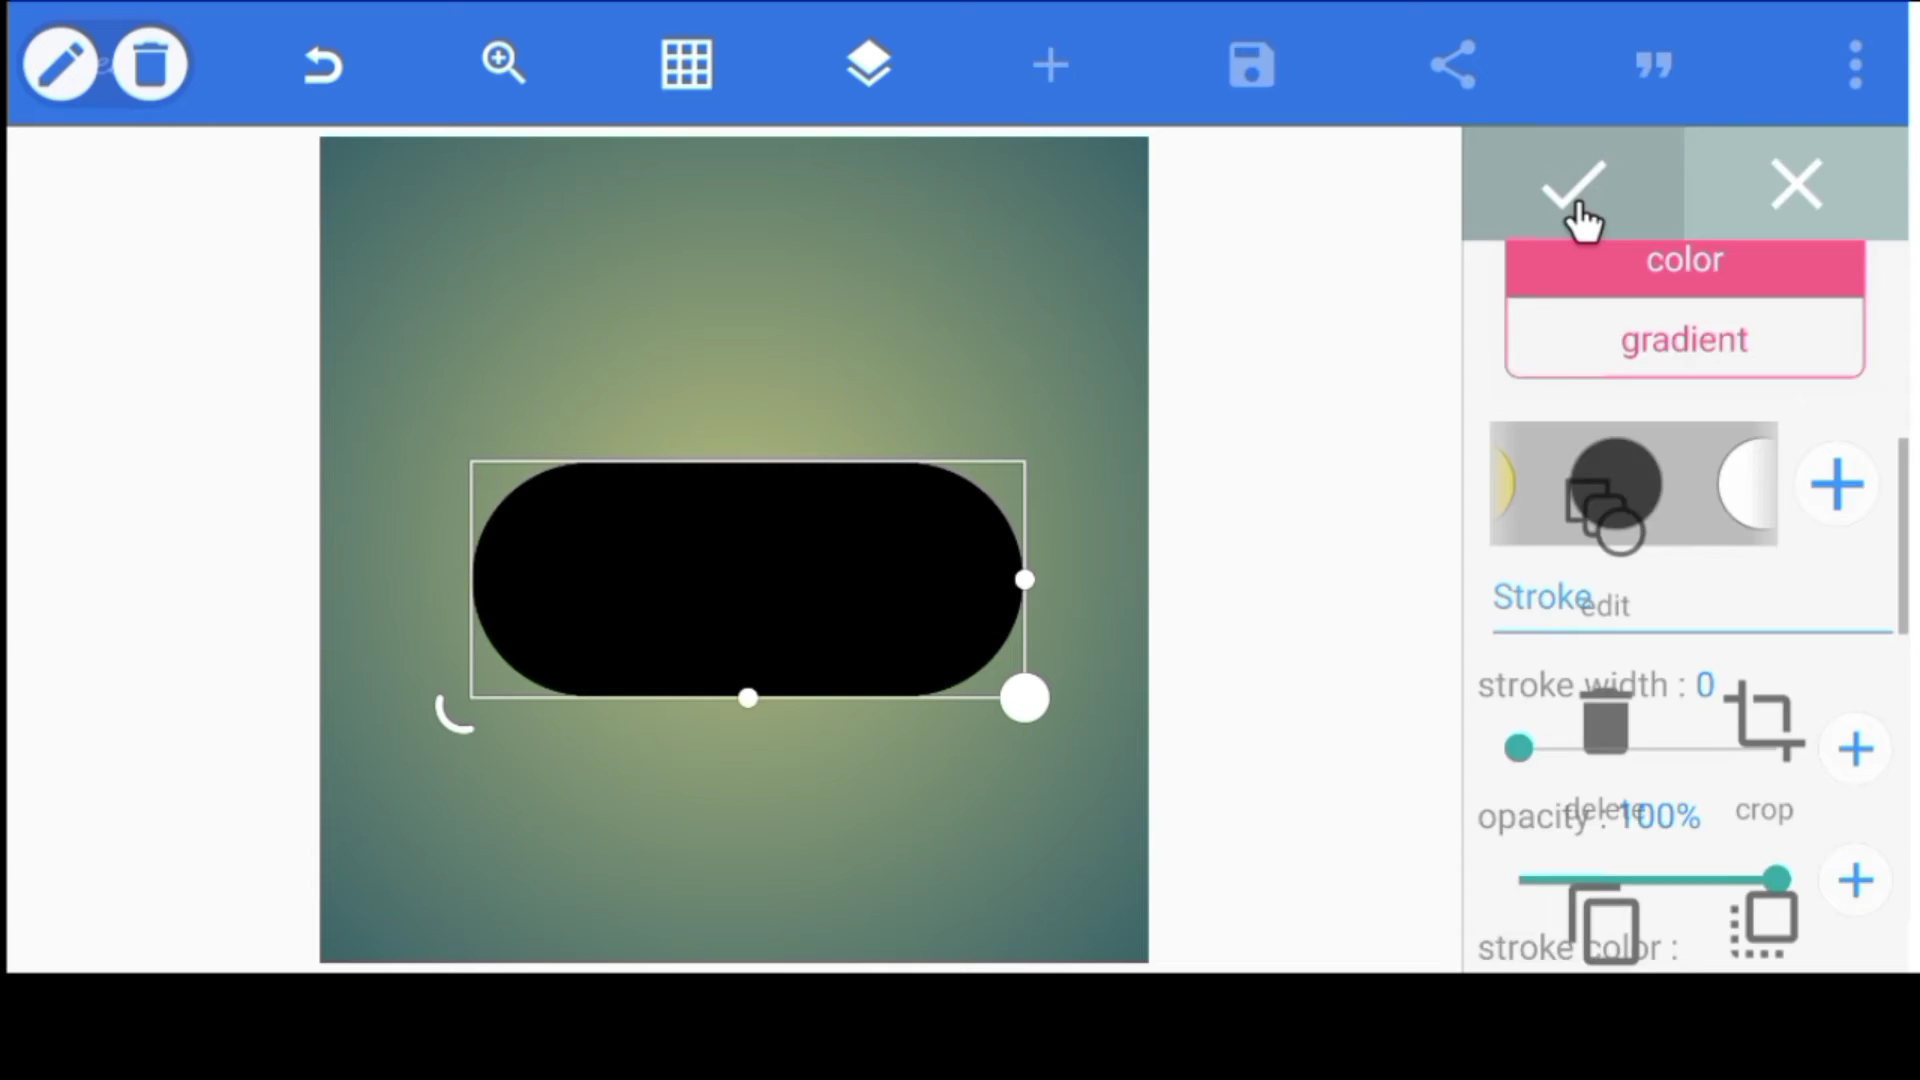 color
gradient
Stroke
edit
stroke width : 0
delete
crop
opacity : 100%
stroke color :